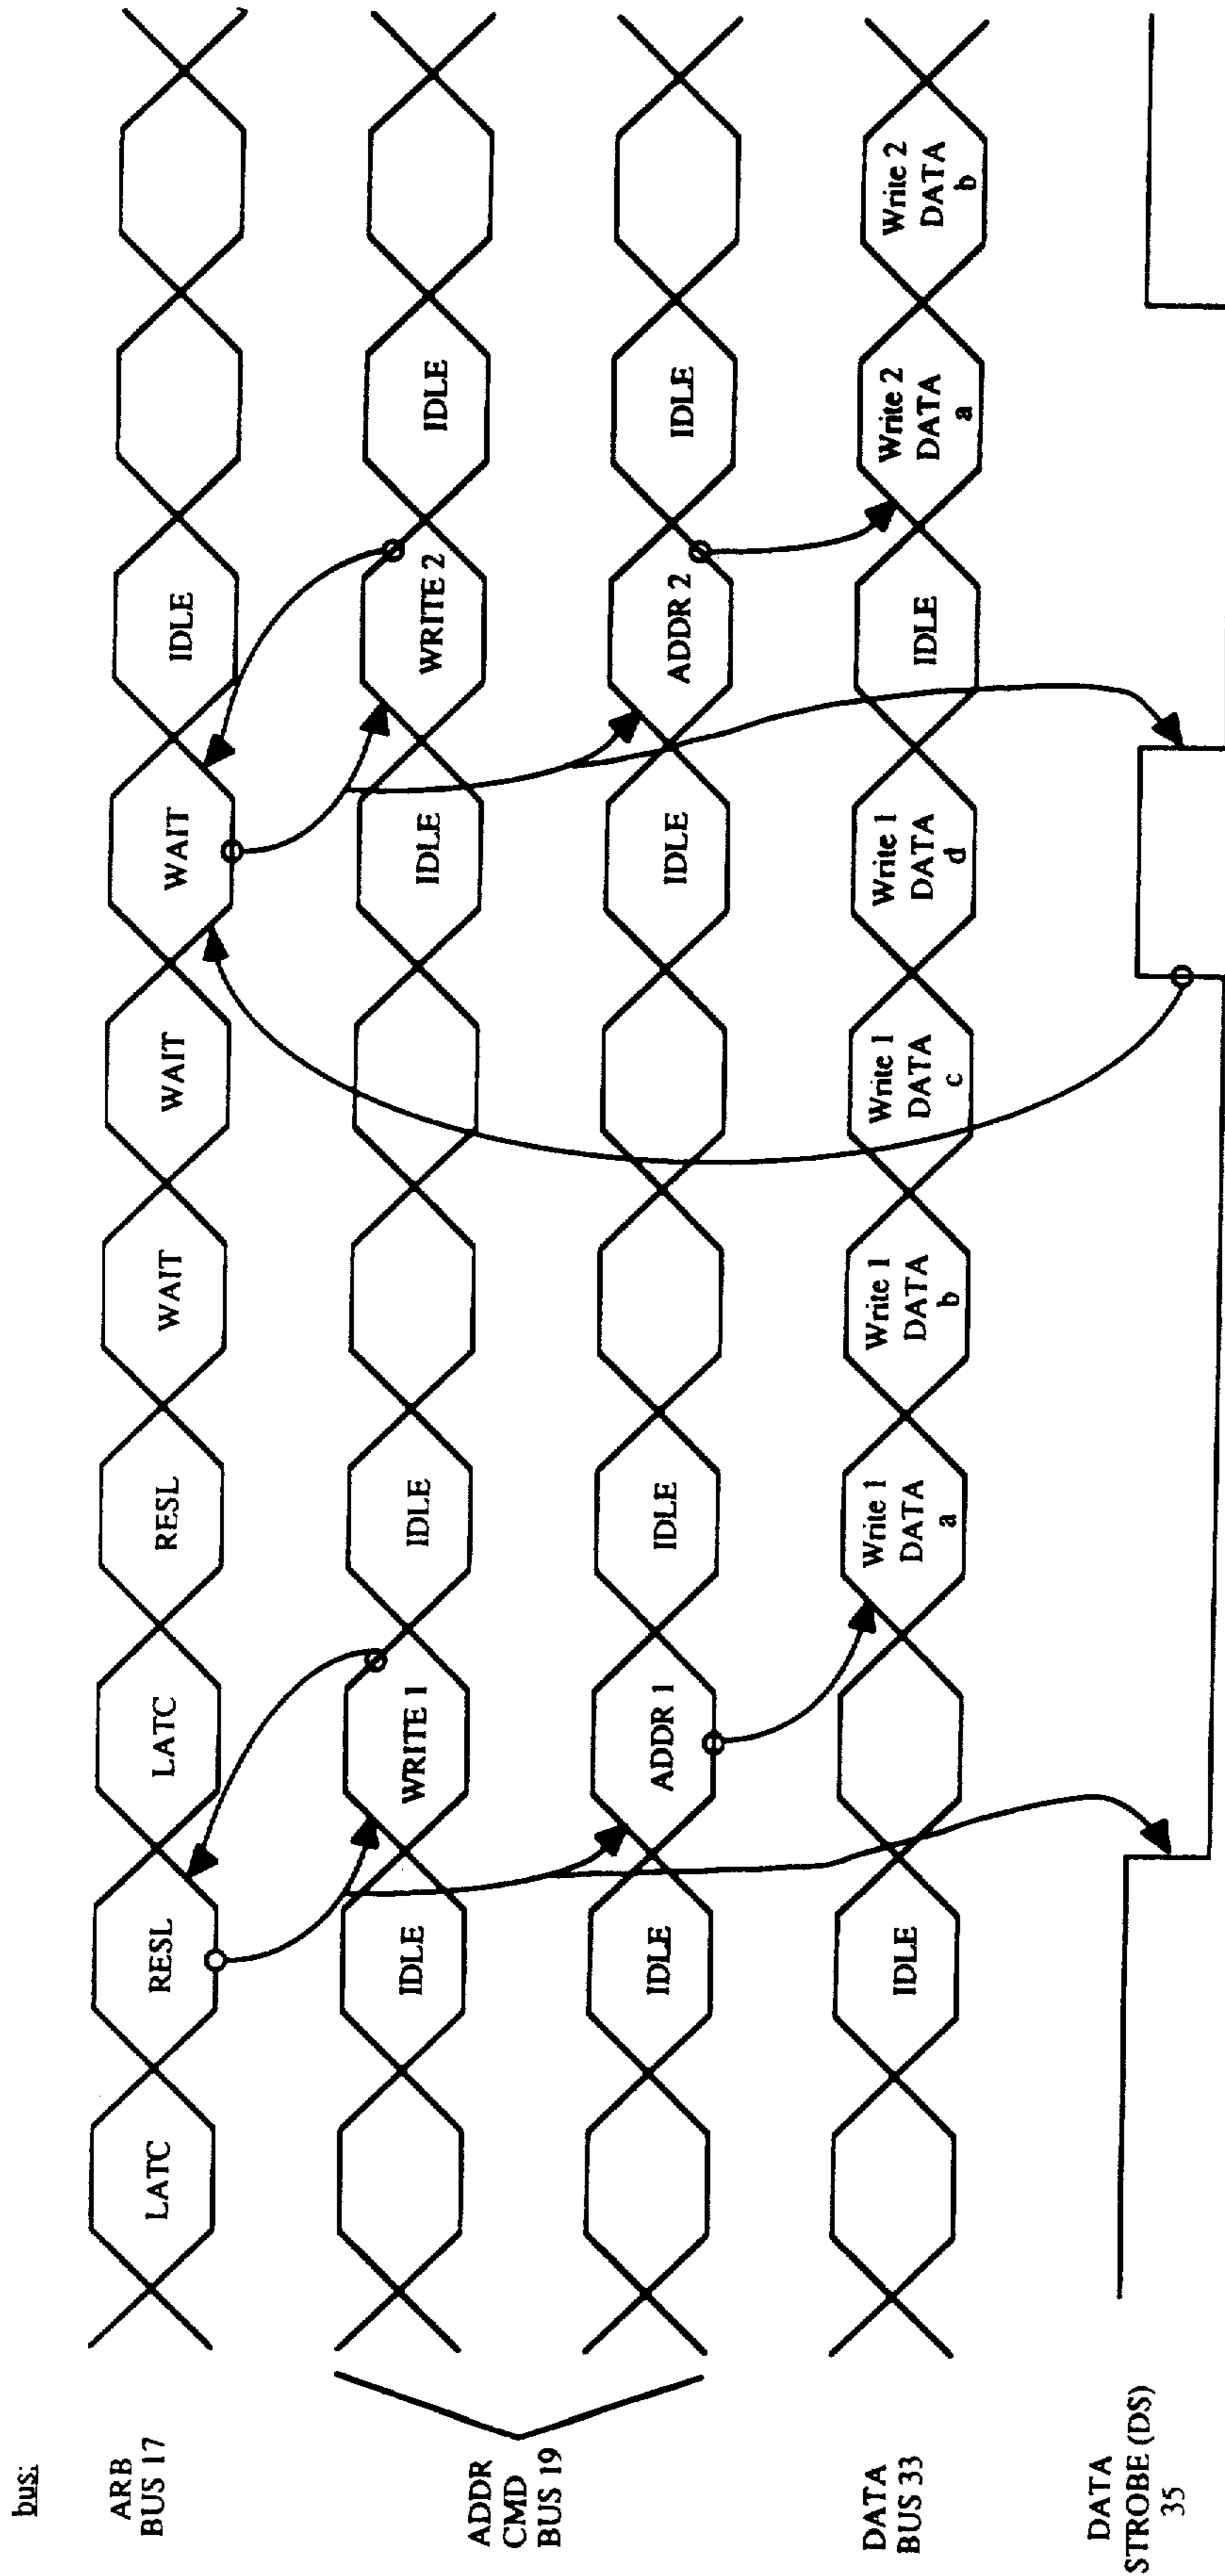 bus:
ARB
BUS 17
LATC
RESL
LATC
RESL
WAIT
WAIT
WAIT
IDLE
ADDR
CMD
BUS 19
IDLE
WRITE 1
IDLE
IDLE
WRITE 2
IDLE
IDLE
ADDR 1
IDLE
IDLE
ADDR 2
IDLE
DATA
BUS 33
IDLE
Write 1
DATA
a
Write 1
DATA
b
Write 1
DATA
c
Write 1
DATA
d
IDLE
Write 2
DATA
a
Write 2
DATA
b
DATA
STROBE (DS)
35